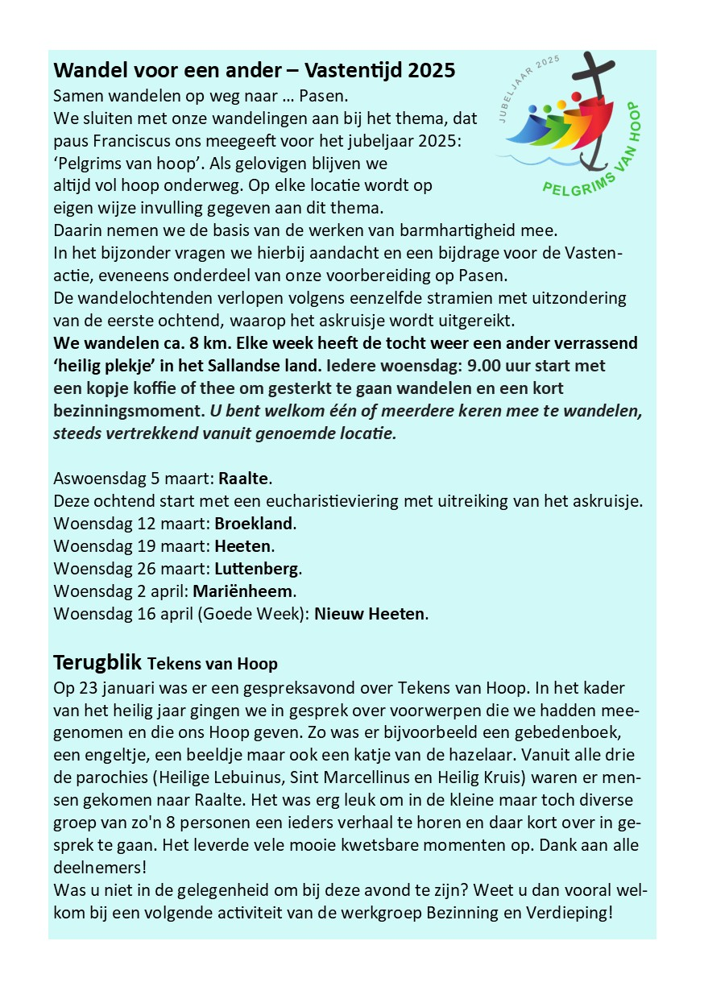 Wandel voor een ander – Vastentijd 2025
JUBELJAAR 2025
PELGRIMS VAN HOOP
Samen wandelen op weg naar … Pasen.
We sluiten met onze wandelingen aan bij het thema, dat
paus Franciscus ons meegeeft voor het jubeljaar 2025:
‘Pelgrims van hoop’. Als gelovigen blijven we
altijd vol hoop onderweg. Op elke locatie wordt op
eigen wijze invulling gegeven aan dit thema.
Daarin nemen we de basis van de werken van barmhartigheid mee.
In het bijzonder vragen we hierbij aandacht en een bijdrage voor de Vasten-
actie, eveneens onderdeel van onze voorbereiding op Pasen.
De wandelochtenden verlopen volgens eenzelfde stramien met uitzondering
van de eerste ochtend, waarop het askruisje wordt uitgereikt.
We wandelen ca. 8 km. Elke week heeft de tocht weer een ander verrassend
‘heilig plekje’ in het Sallandse land. Iedere woensdag: 9.00 uur start met
een kopje koffie of thee om gesterkt te gaan wandelen en een kort
bezinningsmoment. U bent welkom één of meerdere keren mee te wandelen,
steeds vertrekkend vanuit genoemde locatie.
Aswoensdag 5 maart: Raalte.
Deze ochtend start met een eucharistieviering met uitreiking van het askruisje.
Woensdag 12 maart: Broekland.
Woensdag 19 maart: Heeten.
Woensdag 26 maart: Luttenberg.
Woensdag 2 april: Mariënheem.
Woensdag 16 april (Goede Week): Nieuw Heeten.
Terugblik Tekens van Hoop
Op 23 januari was er een gespreksavond over Tekens van Hoop. In het kader
van het heilig jaar gingen we in gesprek over voorwerpen die we hadden mee-
genomen en die ons Hoop geven. Zo was er bijvoorbeeld een gebedenboek,
een engeltje, een beeldje maar ook een katje van de hazelaar. Vanuit alle drie
de parochies (Heilige Lebuinus, Sint Marcellinus en Heilig Kruis) waren er men-
sen gekomen naar Raalte. Het was erg leuk om in de kleine maar toch diverse
groep van zo'n 8 personen een ieders verhaal te horen en daar kort over in ge-
sprek te gaan. Het leverde vele mooie kwetsbare momenten op. Dank aan alle
deelnemers!
Was u niet in de gelegenheid om bij deze avond te zijn? Weet u dan vooral wel-
kom bij een volgende activiteit van de werkgroep Bezinning en Verdieping!